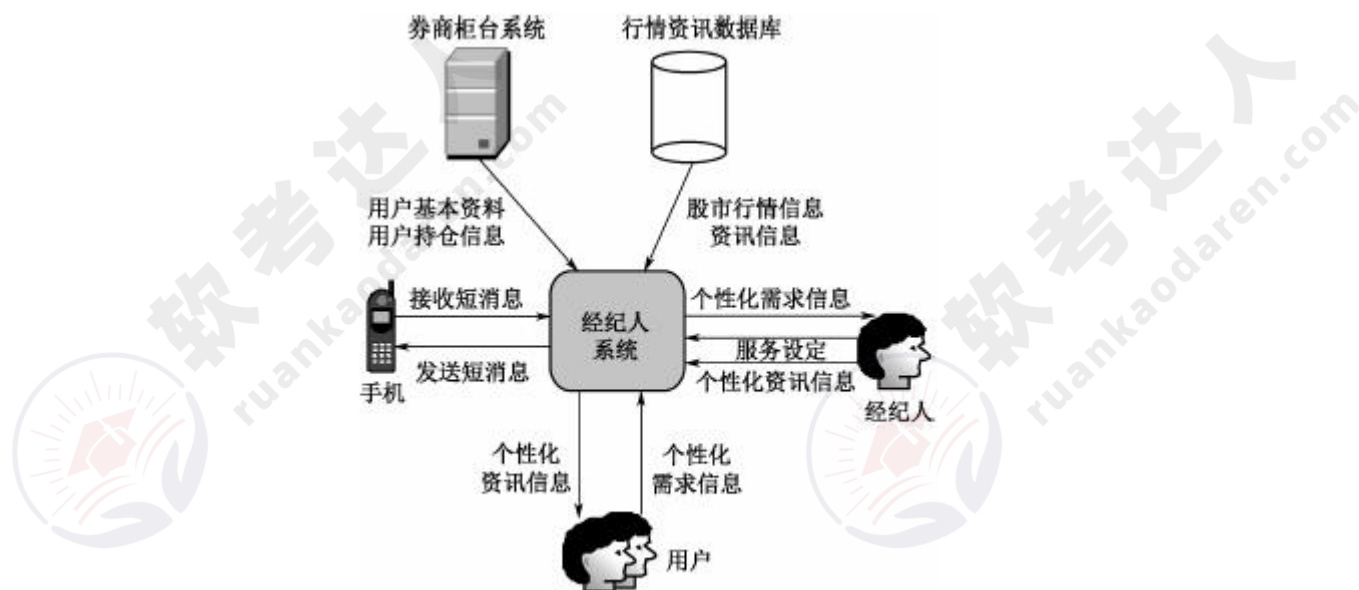 券商柜台系统
行情资讯数据库
用户基本资料
用户持仓信息
股市行情信息
资讯信息
接收短消息
经纪人
系统
个性化需求信息
服务设定
发送短消息
个性化资讯信息
手机
经纪人
个性化
资讯信息
个性化
需求信息
用户
软考达人
ruankaodaren.com
软考达人
ruankaodaren.com